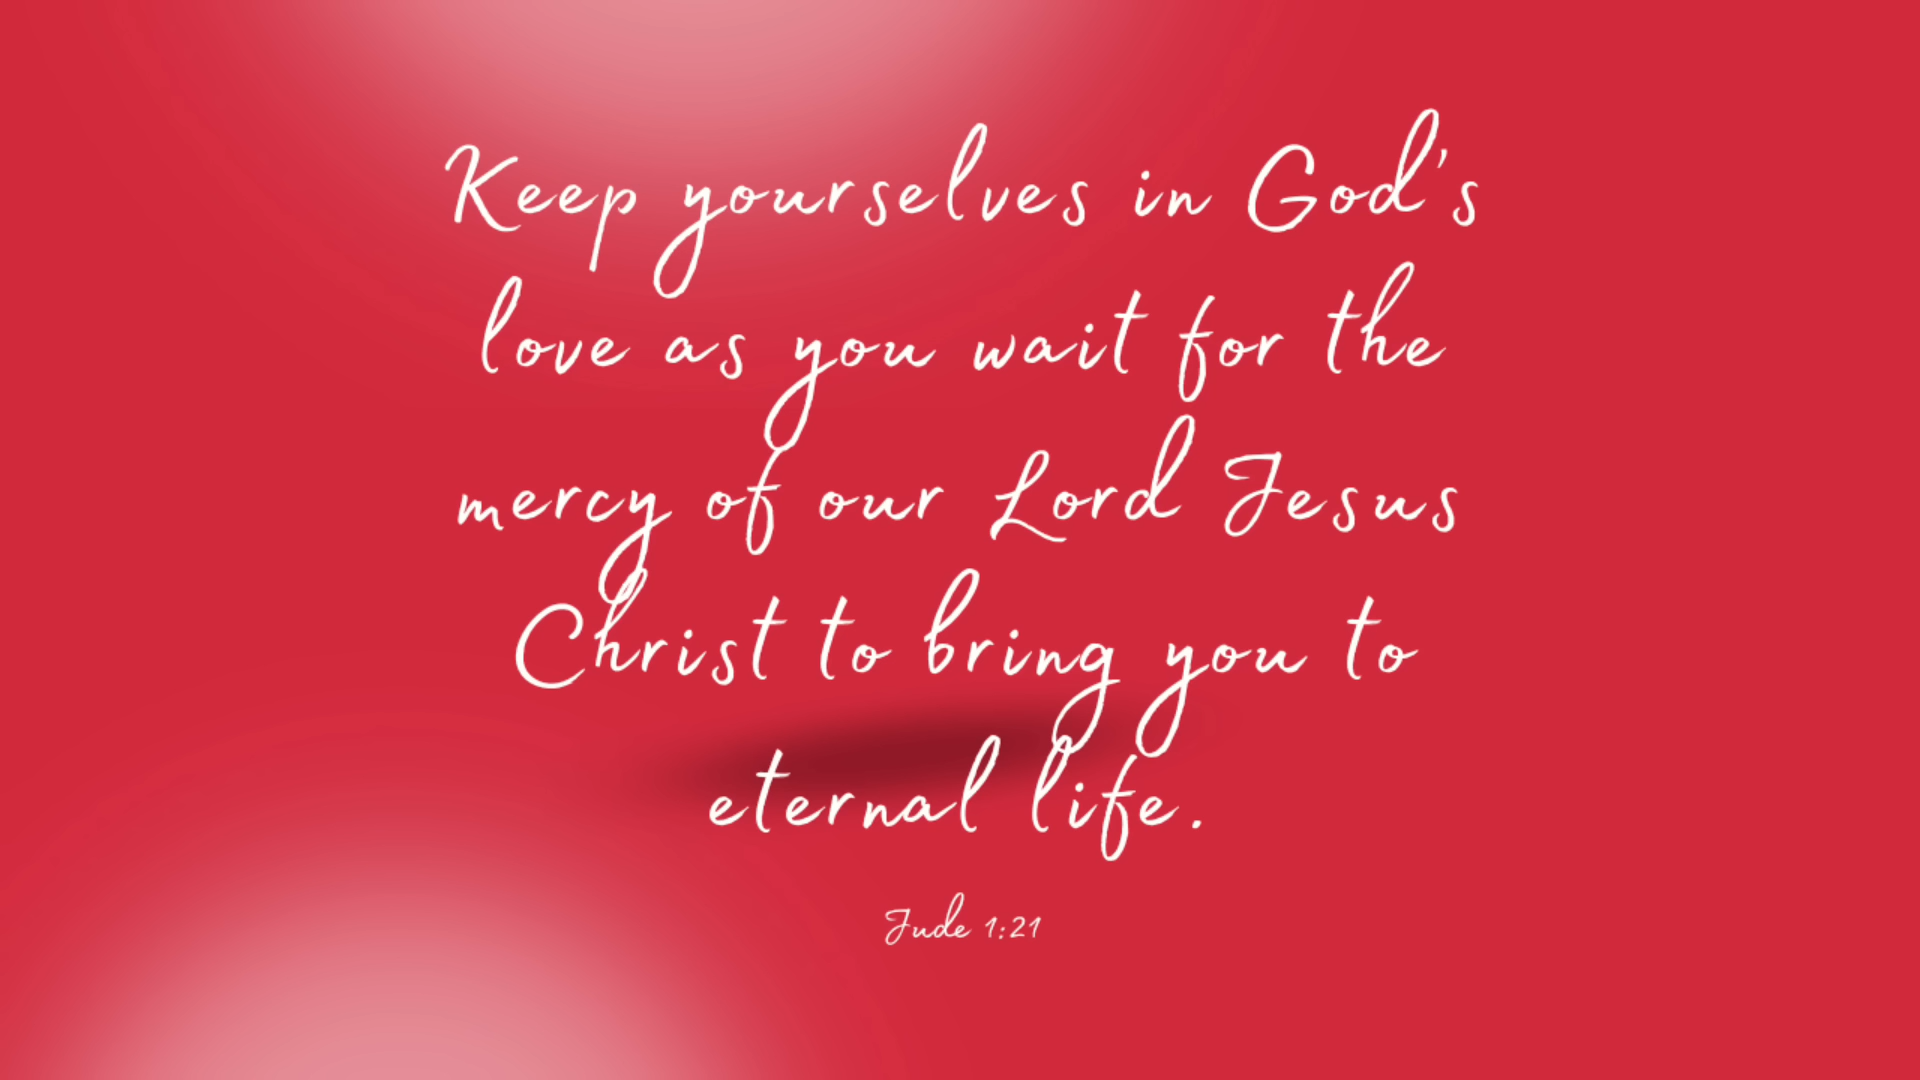 Keep yourselves in God's
love as you wait for the
mercy of our Lord Jesus
Christ to bring you to
eternal life.
Jude 1:21